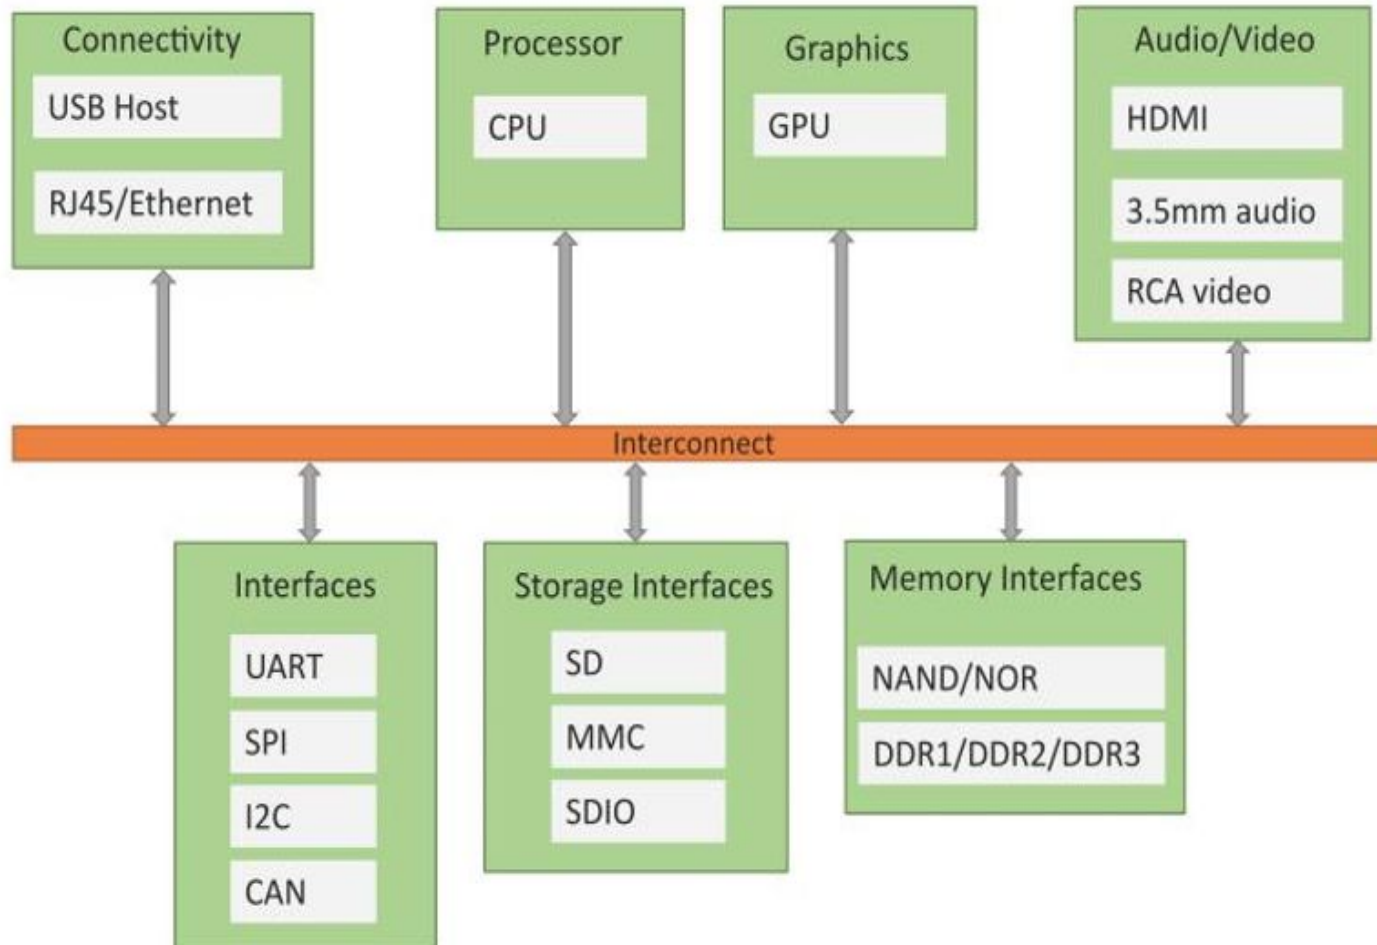 Connectivity
USB Host
RJ45/Ethernet
Processor
CPU
Graphics
GPU
Audio/Video
HDMI
3.5mm audio
RCA video
Interconnect
Interfaces
UART
SPI
I2C
CAN
Storage Interfaces
SD
MMC
SDIO
Memory Interfaces
NAND/NOR
DDR1/DDR2/DDR3